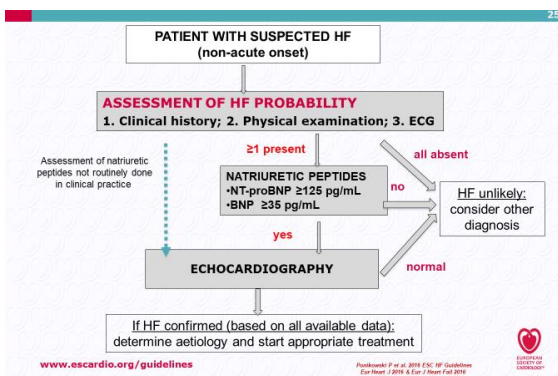 25
PATIENT WITH SUSPECTED HF
(non-acute onset)
ASSESSMENT OF HF PROBABILITY
1. Clinical history; 2. Physical examination; 3. ECG
Assessment of natriuretic
peptides not routinely done
in clinical practice
≥1 present
all absent
NATRIURETIC PEPTIDES
•NT-proBNP ≥125 pg/mL
•BNP ≥35 pg/mL
no
HF unlikely:
consider other
diagnosis
yes
ECHOCARDIOGRAPHY
normal
If HF confirmed (based on all available data):
determine aetiology and start appropriate treatment
www.escardio.org/guidelines
Ponikowski P et al. 2016 ESC HF Guidelines
Eur Heart J 2016 & Eur J Heart Fail 2016
EUROPEAN
SOCIETY OF
CARDIOLOGY®